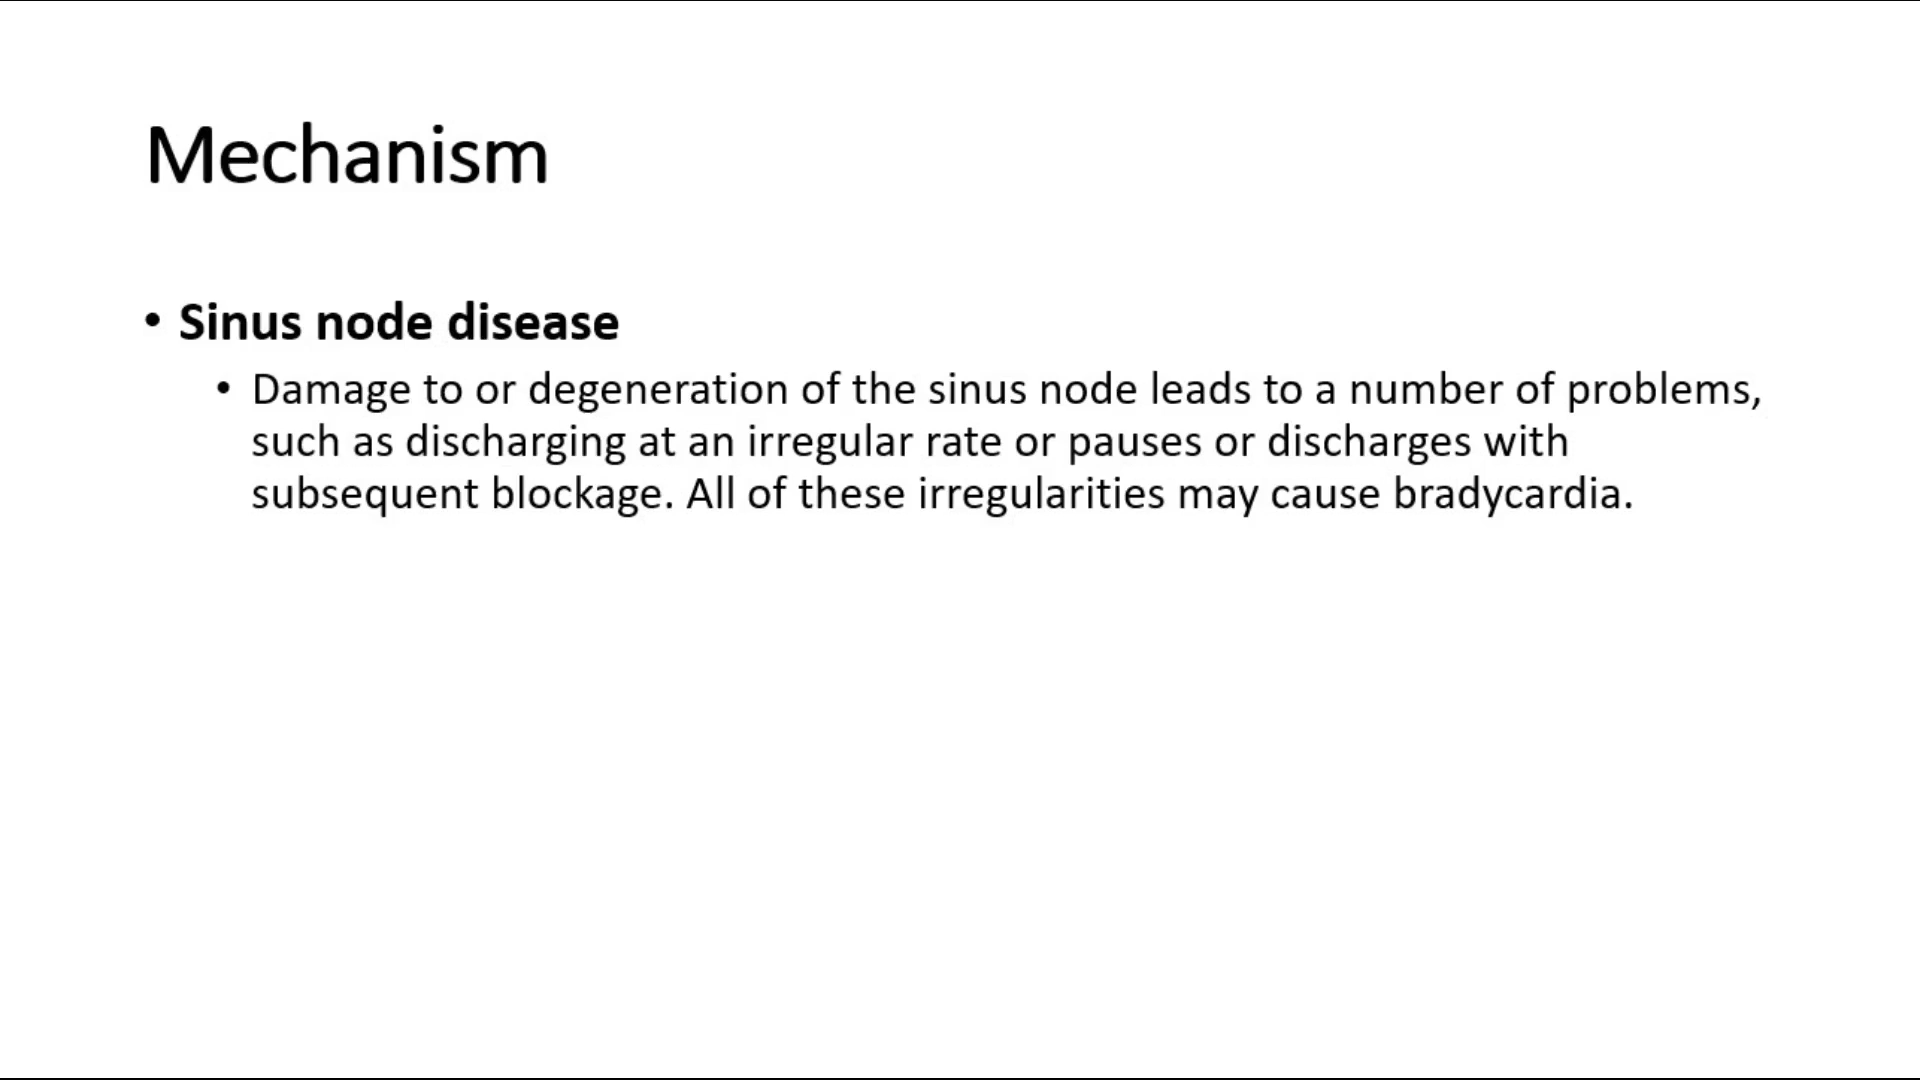 Mechanism
• Sinus node disease
• Damage to or degeneration of the sinus node leads to a number of problems,
such as discharging at an irregular rate or pauses or discharges with
subsequent blockage. All of these irregularities may cause bradycardia.